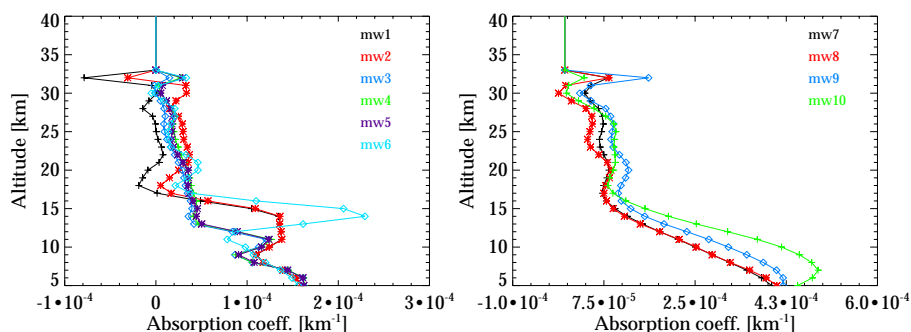 40
35
30
25
20
15
10
5
Altitude [km]
-1·10⁻⁴
0
1·10⁻⁴
2·10⁻⁴
3·10⁻⁴
Absorption coeff. [km⁻¹]
mw1
mw2
mw3
mw4
mw5
mw6
40
35
30
25
20
15
10
5
Altitude [km]
-1.0·10⁻⁴
7.5·10⁻⁵
2.5·10⁻⁴
4.3·10⁻⁴
6.0·10⁻⁴
Absorption coeff. [km⁻¹]
mw7
mw8
mw9
mw10